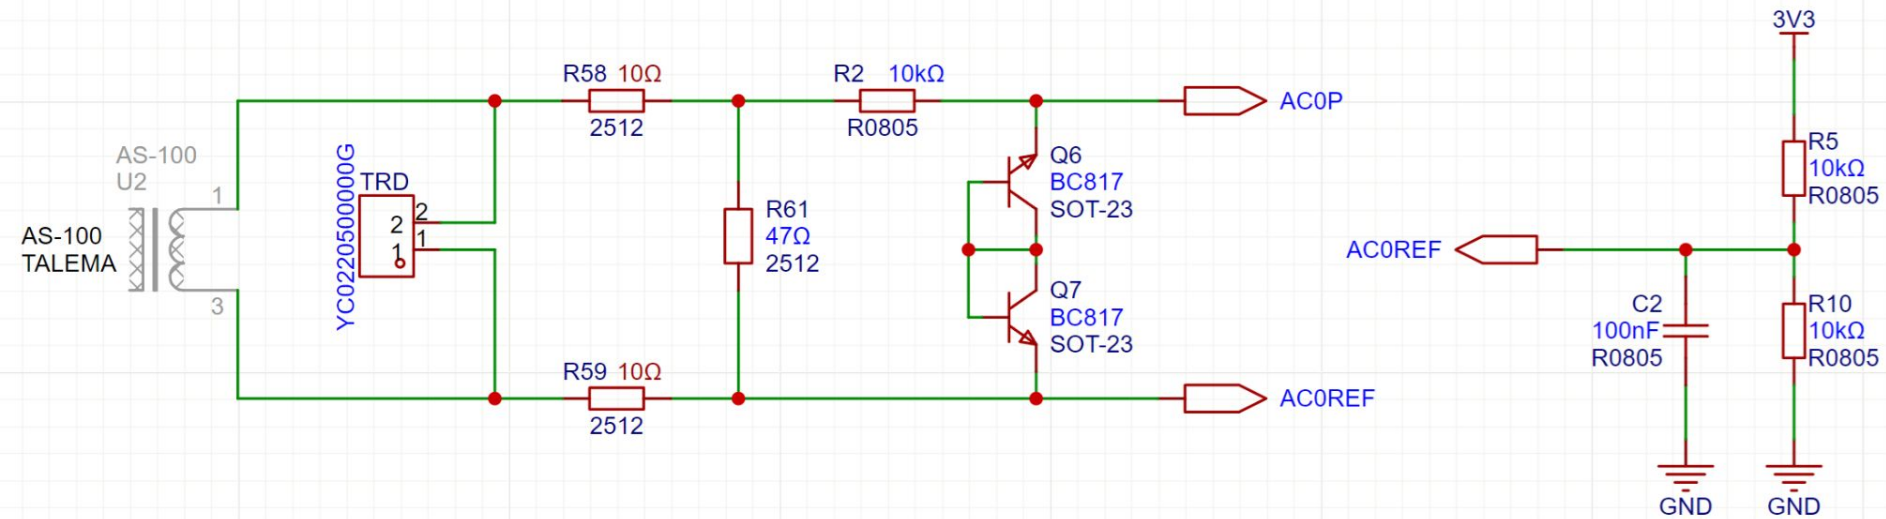 3V3
R58 10Ω
2512
R2 10kΩ
R0805
AC0P
AS-100
U2
1
AS-100
TALEMA
3
YC0220500000G
TRD
2
2
1
1
R61
47Ω
2512
Q6
BC817
SOT-23
Q7
BC817
SOT-23
R59 10Ω
2512
AC0REF
R5
10kΩ
R0805
AC0REF
C2
100nF
R0805
R10
10kΩ
R0805
GND
GND